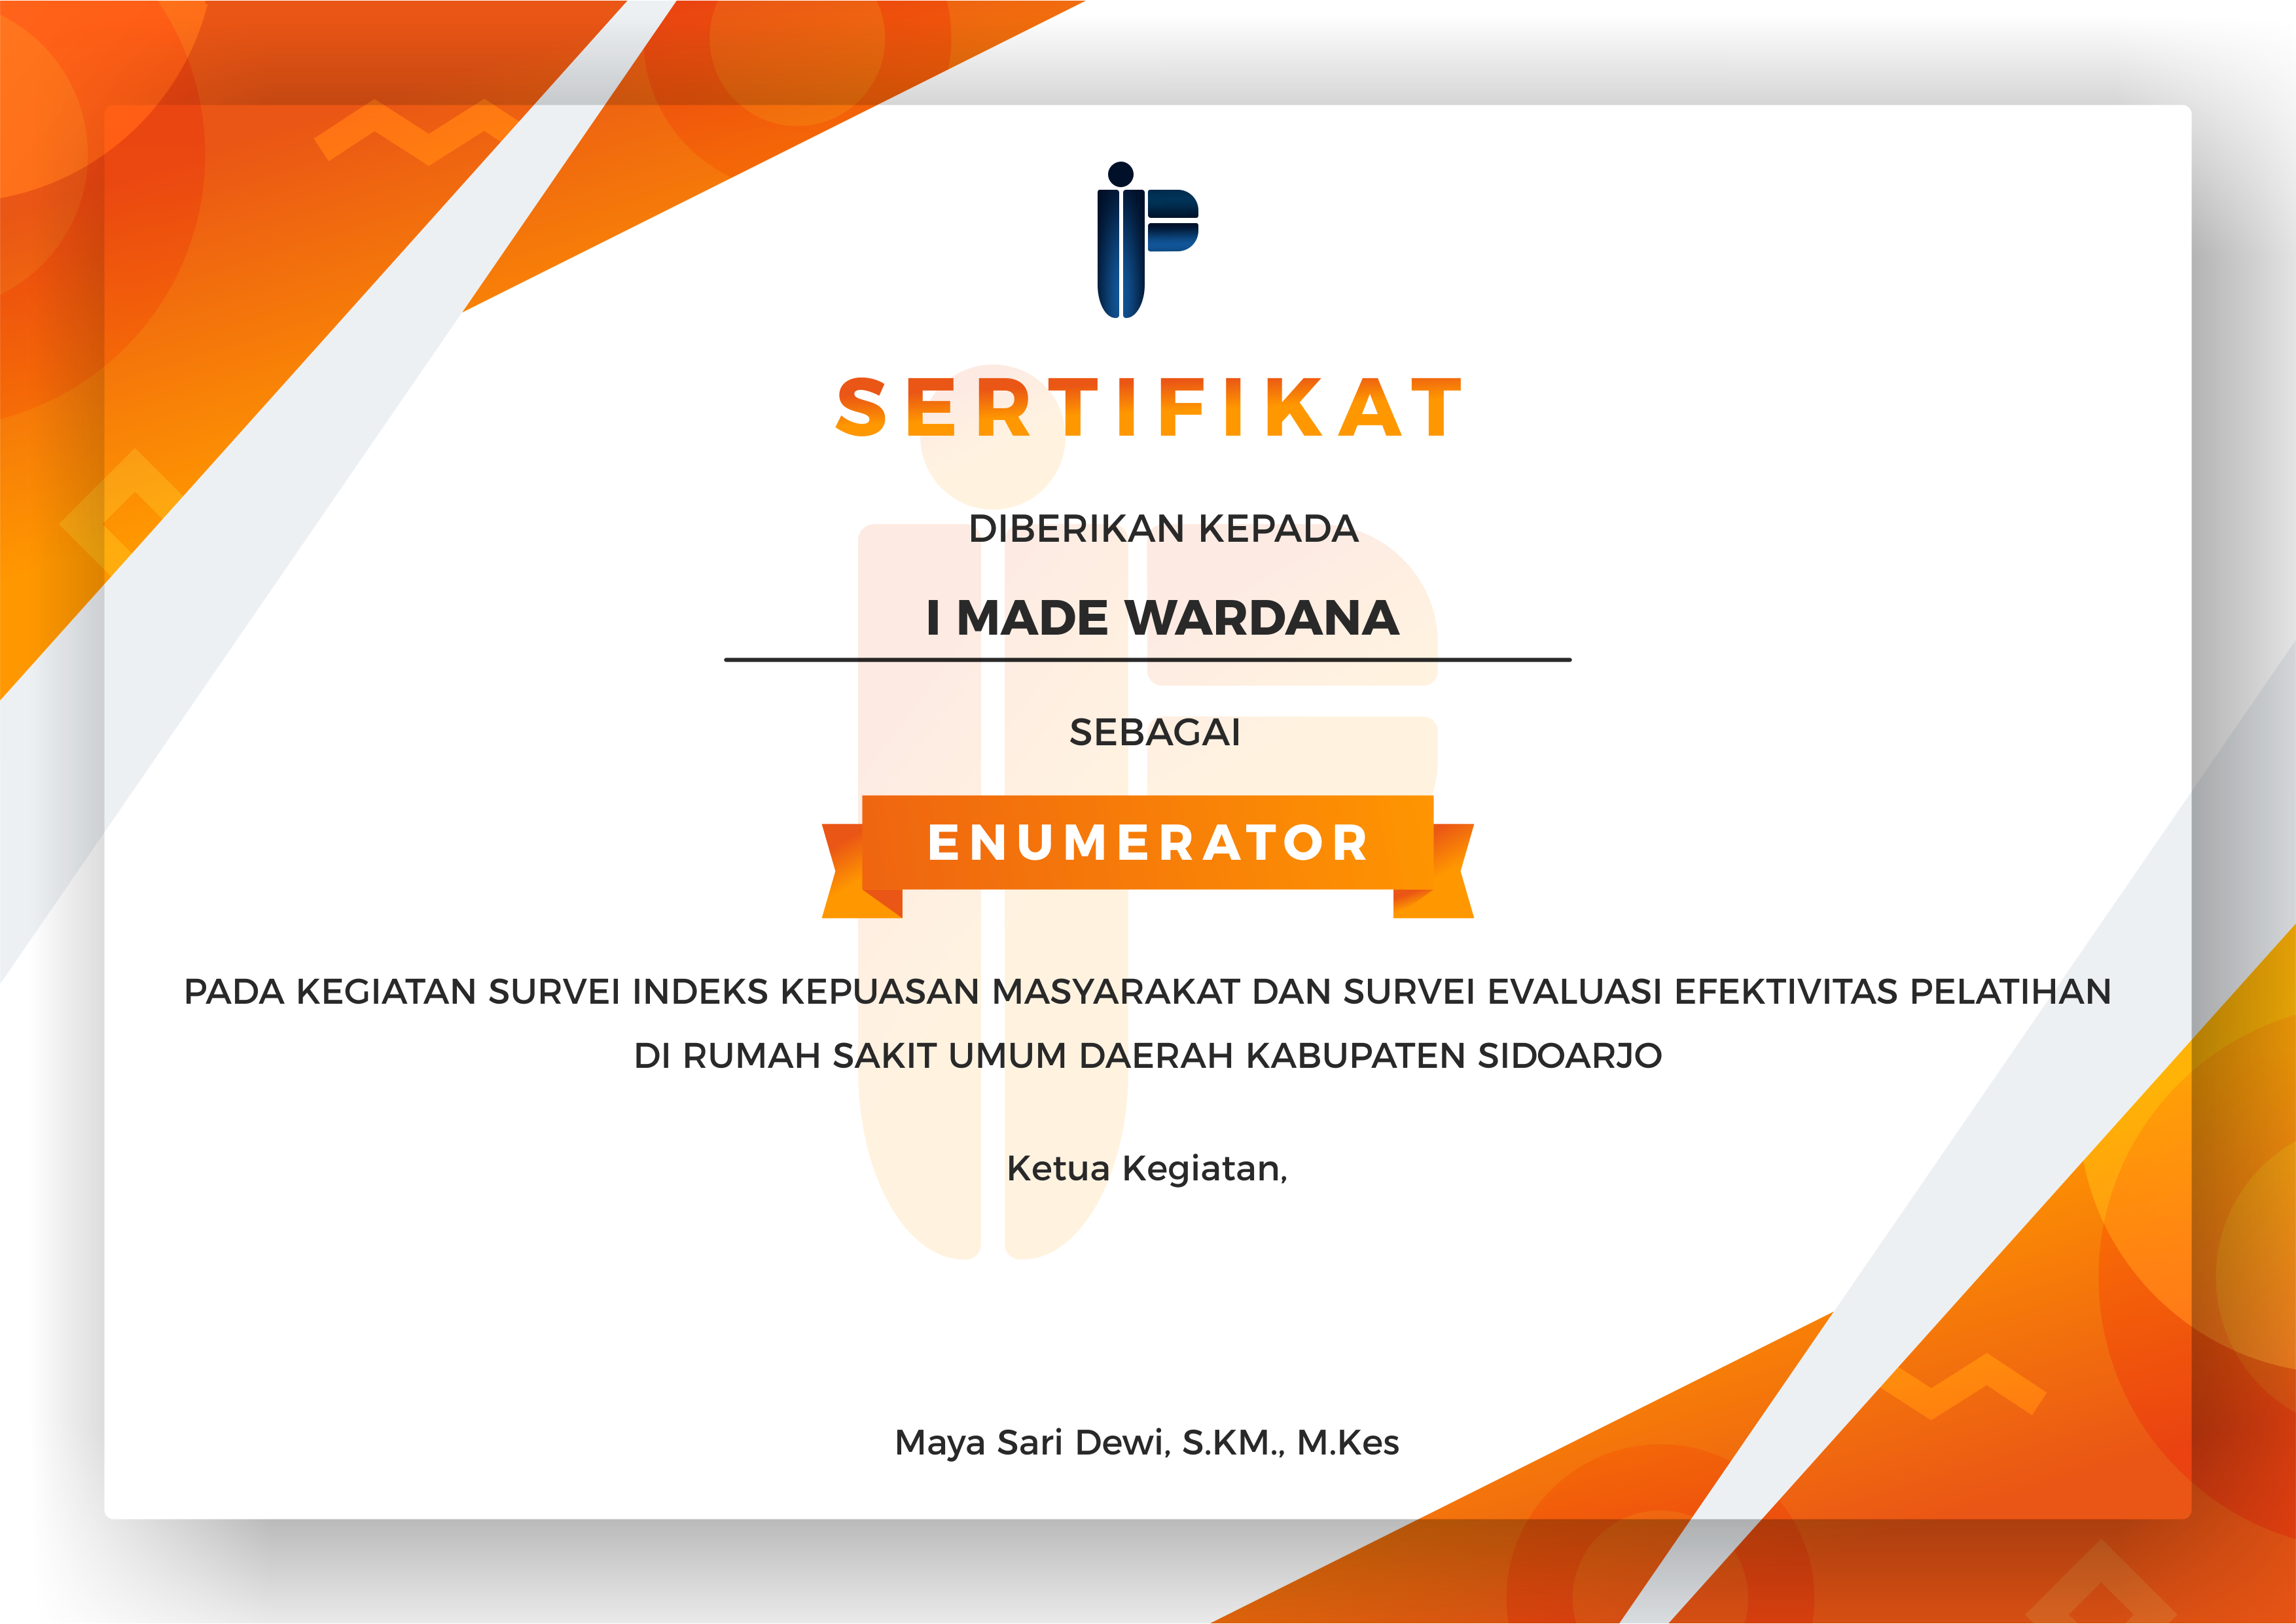 SERTIFIKAT
DIBERIKAN KEPADA
I MADE WARDANA
SEBAGAI
ENUMERATOR
PADA KEGIATAN SURVEI INDEKS KEPUASAN MASYARAKAT DAN SURVEI EVALUASI EFEKTIVITAS PELATIHAN
DI RUMAH SAKIT UMUM DAERAH KABUPATEN SIDOARJO
Ketua Kegiatan,
Maya Sari Dewi, S.KM., M.Kes